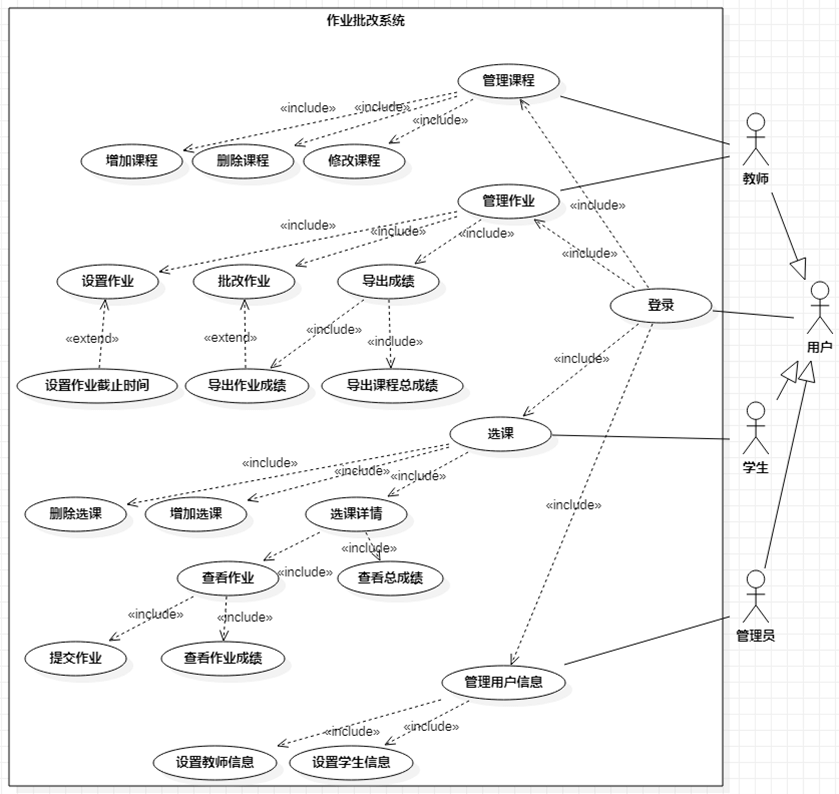 作业批改系统
管理课程
«include»
«include»
«include»
增加课程
删除课程
修改课程
教师
管理作业
«include»
«include»
«include»
«include»
«include»
设置作业
批改作业
导出成绩
登录
用户
«extend»
«extend»
«include»
«include»
«include»
设置作业截止时间
导出作业成绩
导出课程总成绩
选课
学生
«include»
«include»
«include»
«include»
删除选课
增加选课
选课详情
«include»
«include»
查看作业
查看总成绩
«include»
«include»
管理员
提交作业
查看作业成绩
管理用户信息
«include»
«include»
设置教师信息
设置学生信息